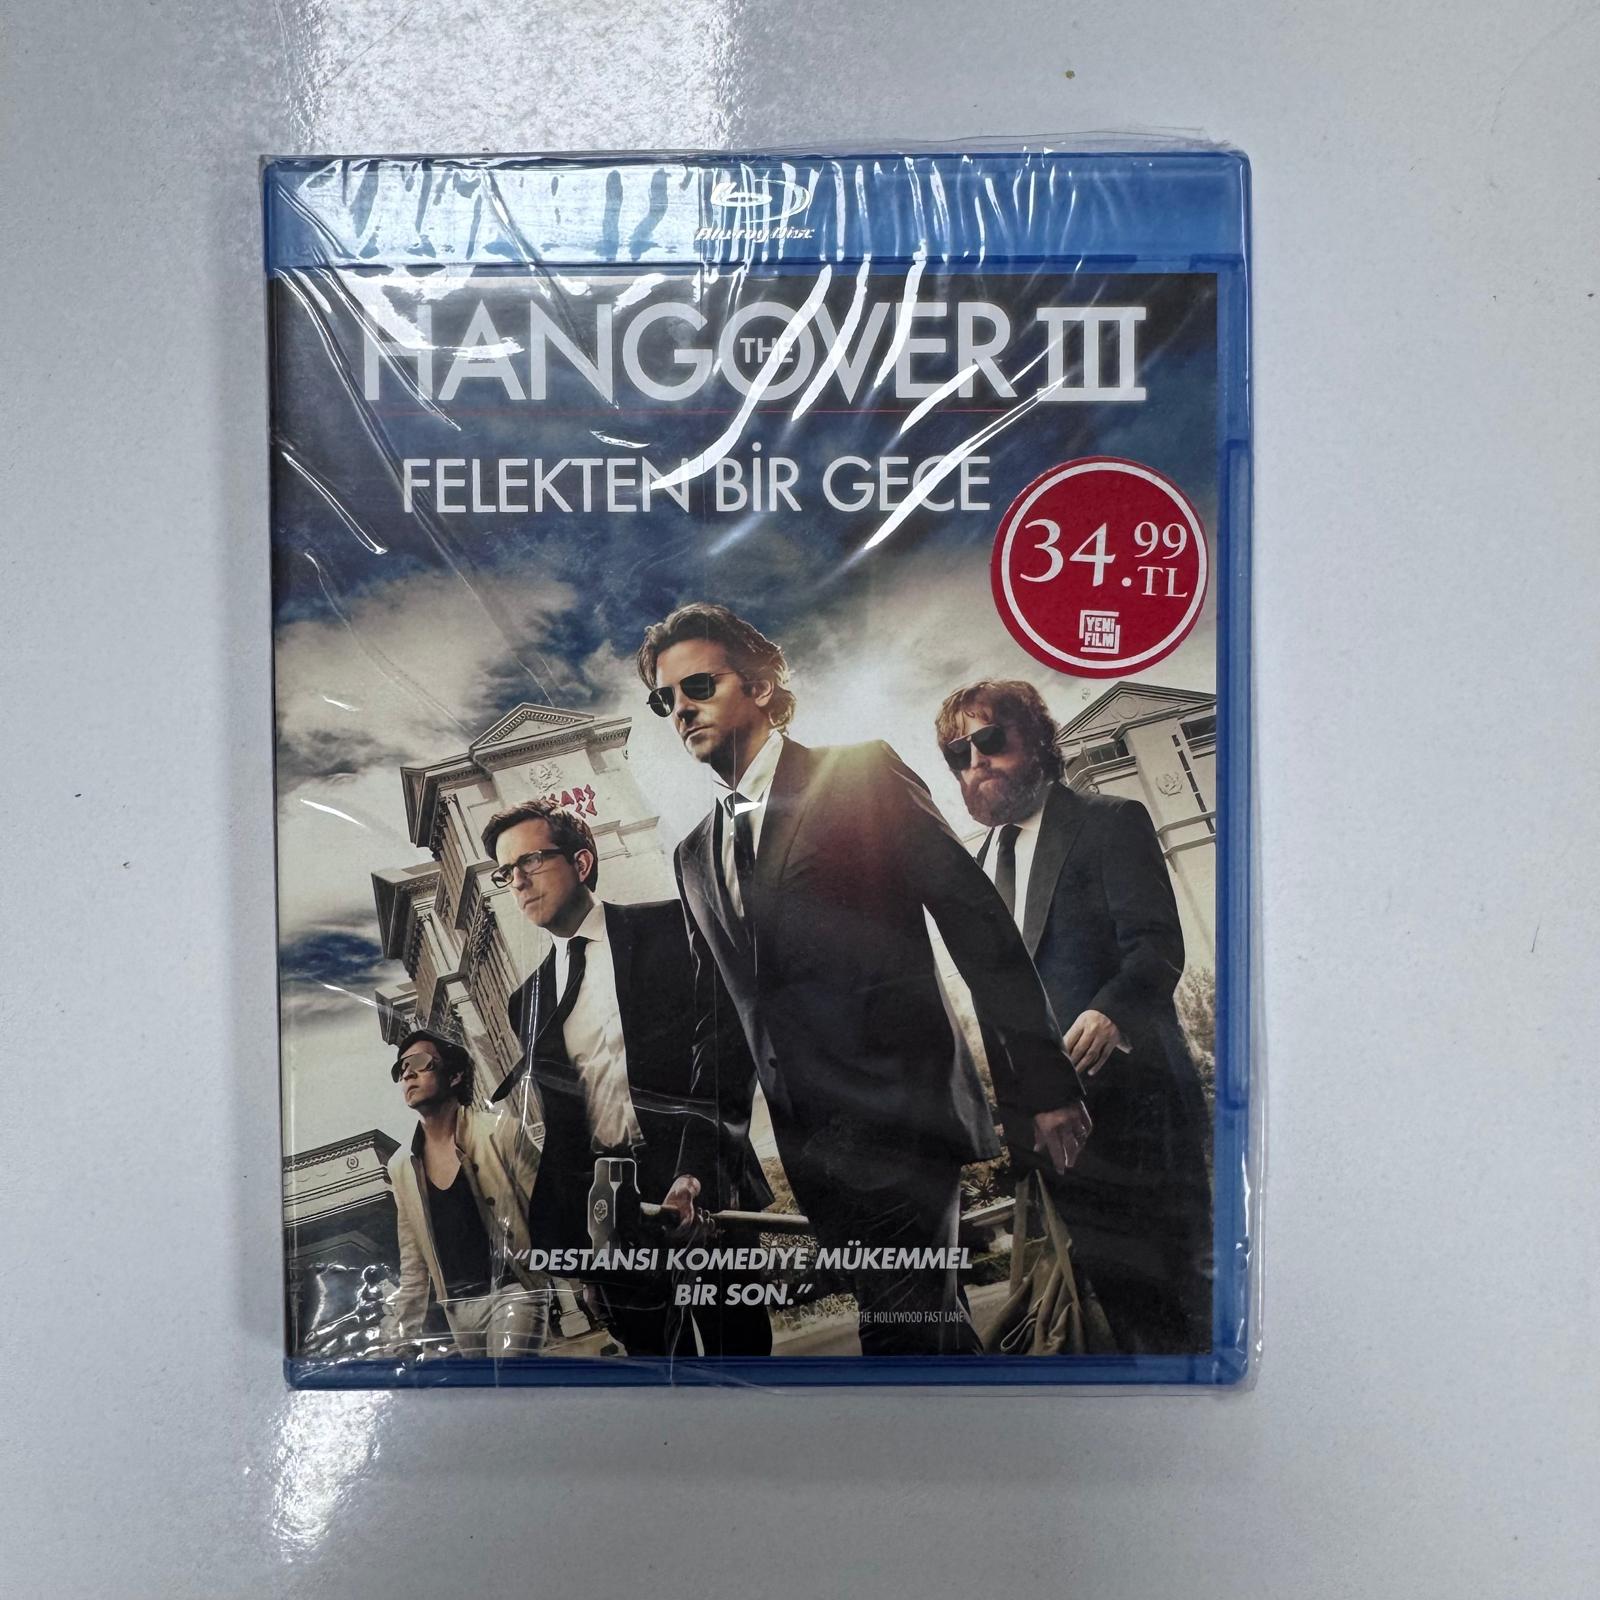 Blu-ray Disc
THE
HANGOVER III
FELEKTEN BİR GECE
34.99
TL
YENİ
FİLM
"DESTANSI KOMEDİYE MÜKEMMEL
BİR SON."
THE HOLLYWOOD FAST LANE